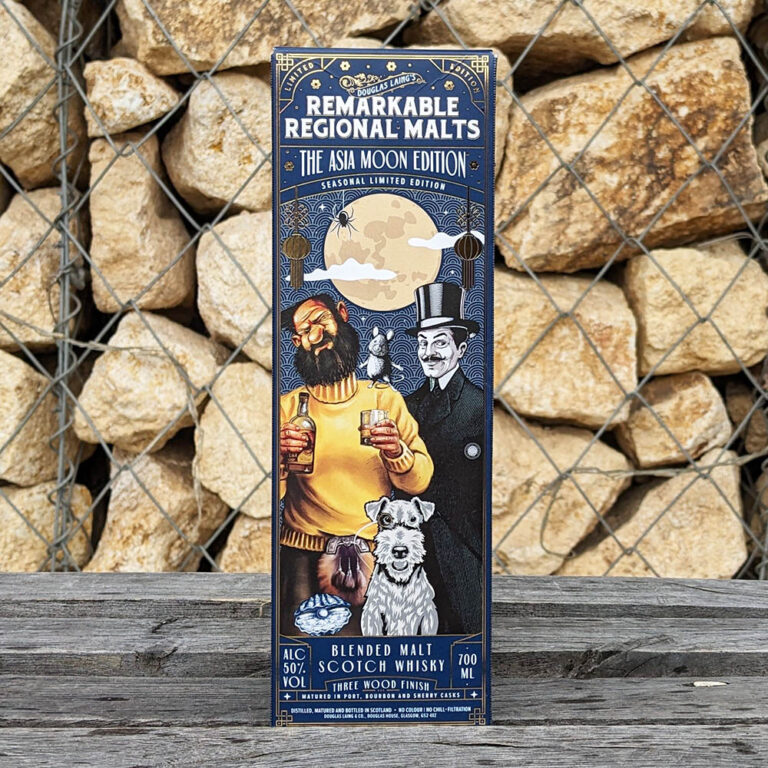 LIMITED
EDITION
DOUGLAS LAING'S
REMARKABLE
REGIONAL MALTS
THE ASIA MOON EDITION
SEASONAL LIMITED EDITION
ALC
50%
VOL
BLENDED MALT
SCOTCH WHISKY
700
ML
THREE WOOD FINISH
MATURED IN PORT, BOURBON AND SHERRY CASKS
DISTILLED, MATURED AND BOTTLED IN SCOTLAND • NO COLOUR | NO CHILL-FILTRATION
DOUGLAS LAING & CO., DOUGLAS HOUSE, GLASGOW, G52 4RZ